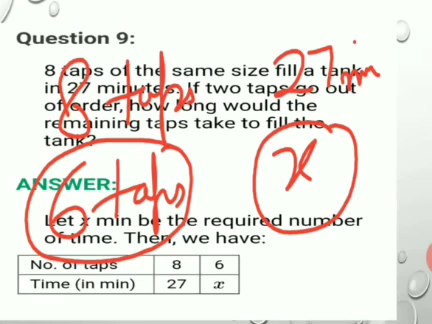 Question 9:
8 taps of the same size fill a tank
in 27 minutes. If two taps go out
of order, how long would the
remaining taps take to fill the
tank?
8 taps
27 min
ANSWER:
6 taps
x
Let x min be the required number
of time. Then, we have:
No. of taps 8 6
Time (in min) 27 x